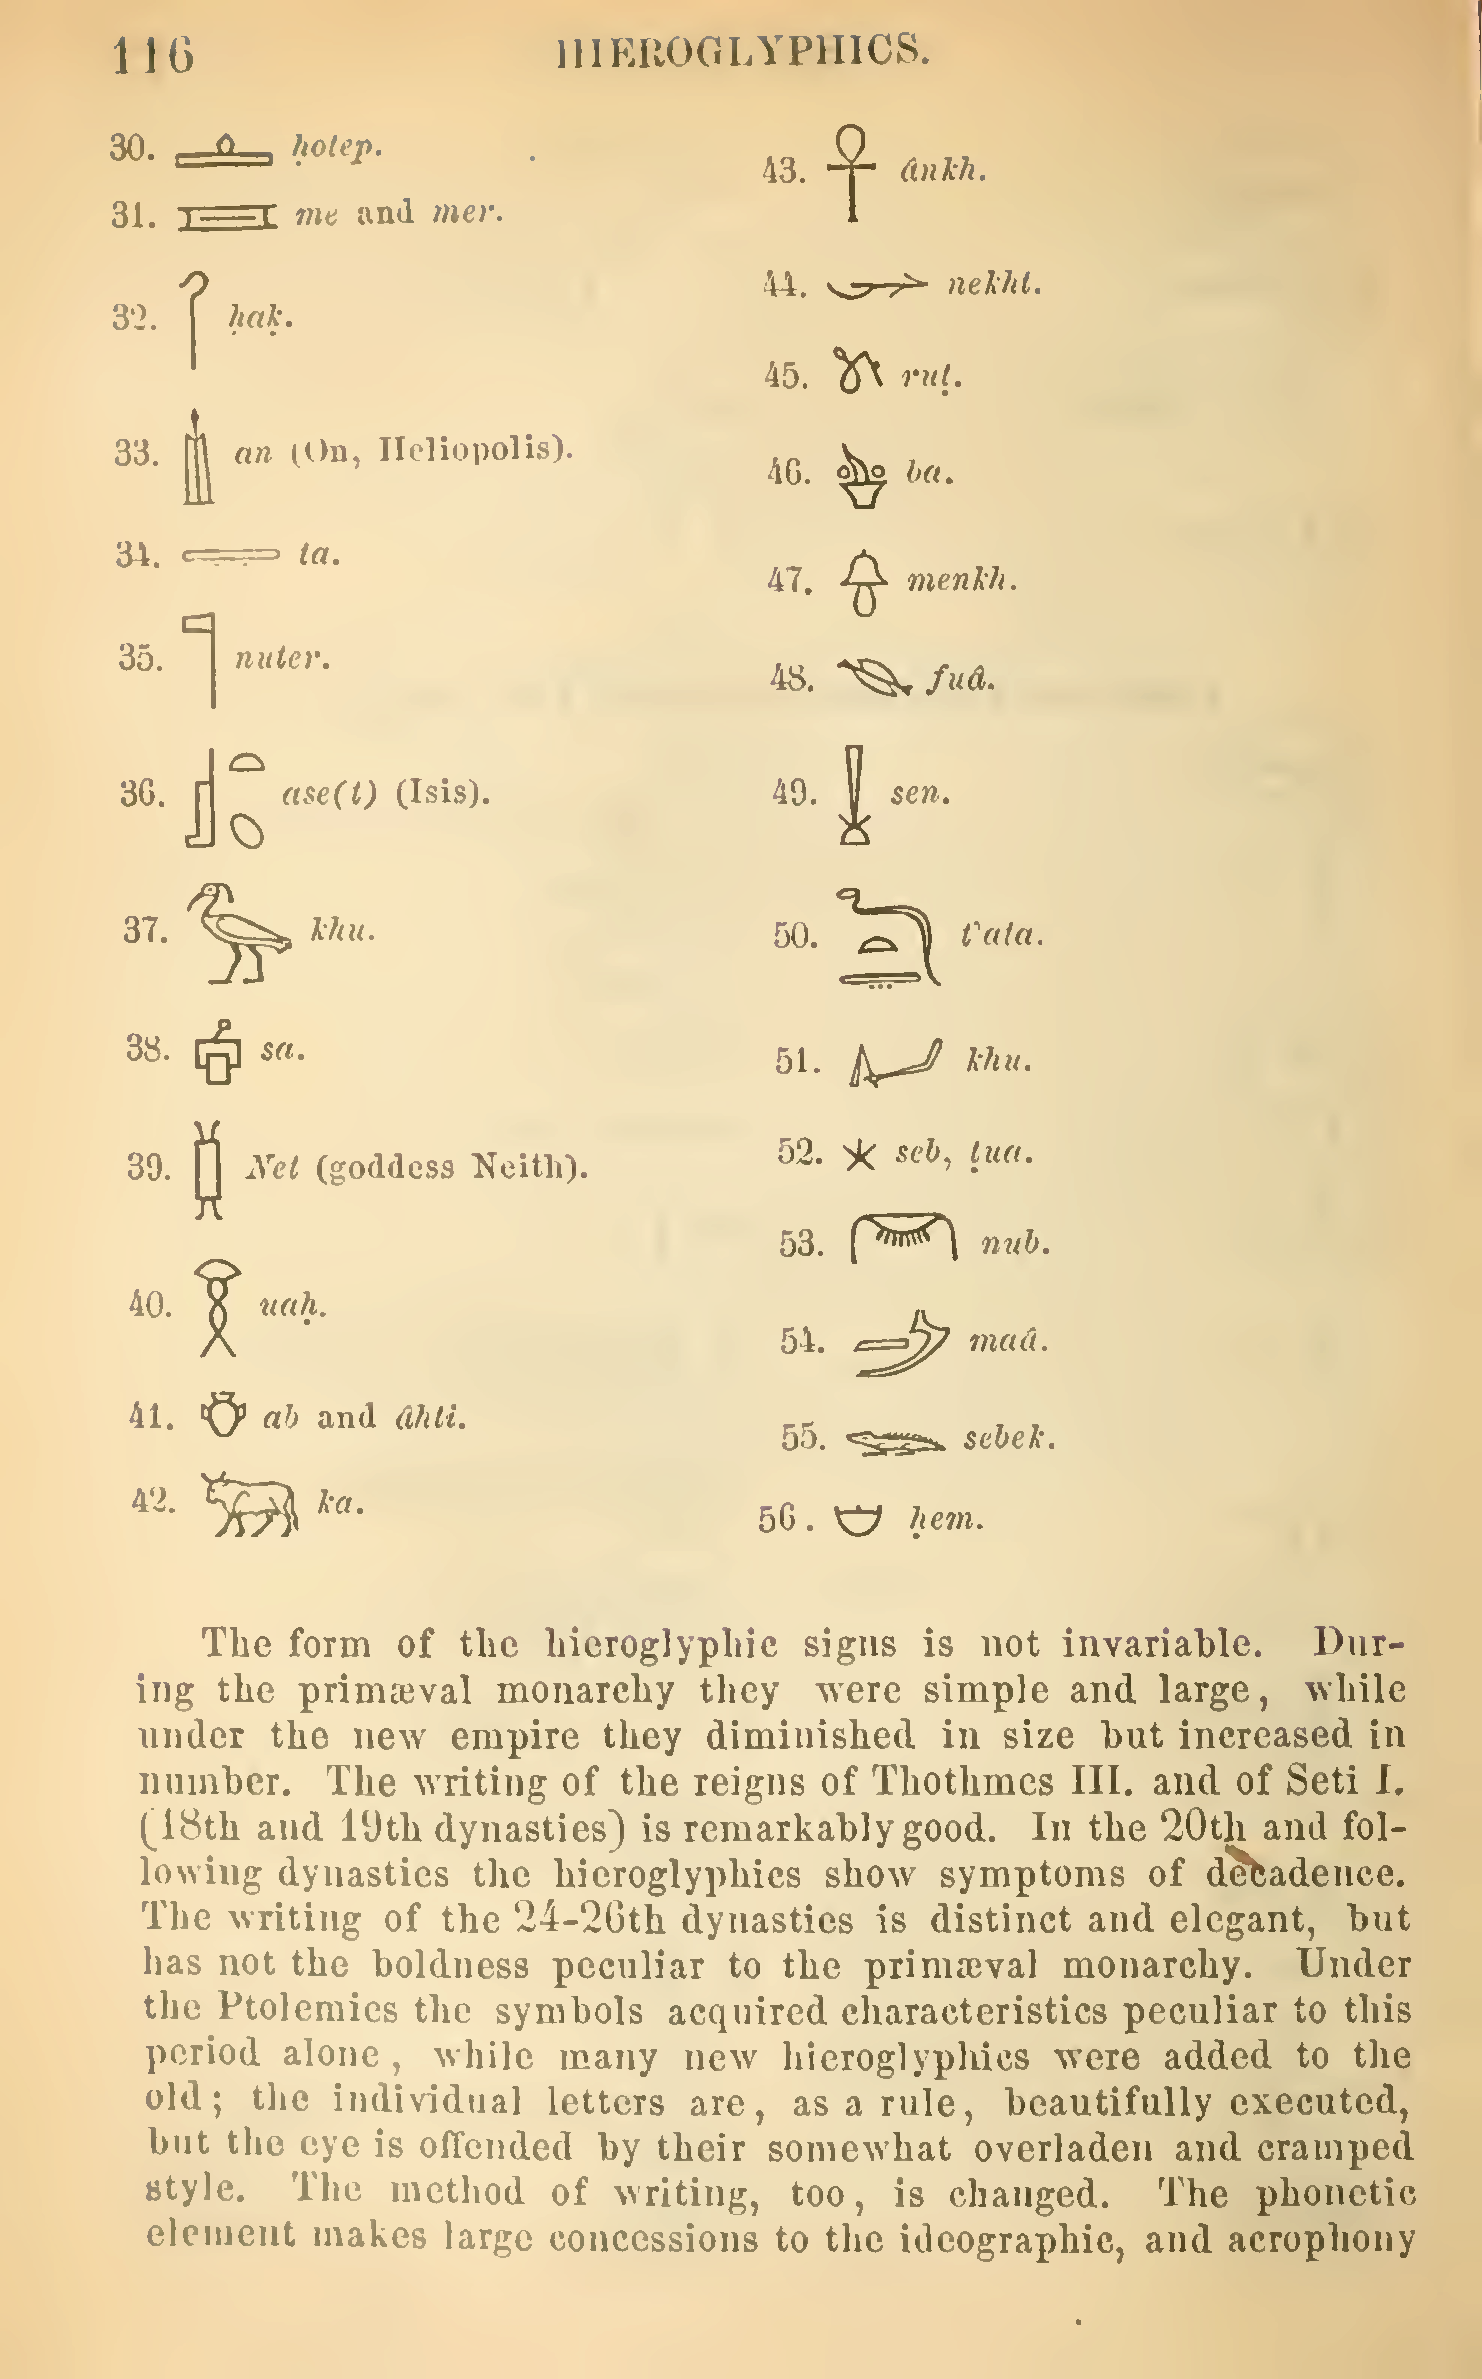 116 HIEROGLYPHICS.
30. ḥotep.
31. me and mer.
32. ḥaḳ.
33. an (On, Heliopolis).
34. ta.
35. nuter.
36. ase(t) (Isis).
37. khu.
38. sa.
39. Net (goddess Neith).
40. uaḥ.
41. ab and âhti.
42. ka.
43. ânkh.
44. nekht.
45. ruṭ.
46. ba.
47. menkh.
48. fuâ.
49. sen.
50. t'ata.
51. khu.
52. seb, ṭua.
53. nub.
54. maâ.
55. sebek.
56. ḥem.
The form of the hieroglyphic signs is not invariable. Dur-
ing the primæval monarchy they were simple and large, while
under the new empire they diminished in size but increased in
number. The writing of the reigns of Thothmes III. and of Seti I.
(18th and 19th dynasties) is remarkably good. In the 20th and fol-
lowing dynasties the hieroglyphics show symptoms of decadence.
The writing of the 24-26th dynasties is distinct and elegant, but
has not the boldness peculiar to the primæval monarchy. Under
the Ptolemies the symbols acquired characteristics peculiar to this
period alone, while many new hieroglyphics were added to the
old; the individual letters are, as a rule, beautifully executed,
but the eye is offended by their somewhat overladen and cramped
style. The method of writing, too, is changed. The phonetic
element makes large concessions to the ideographic, and acrophony